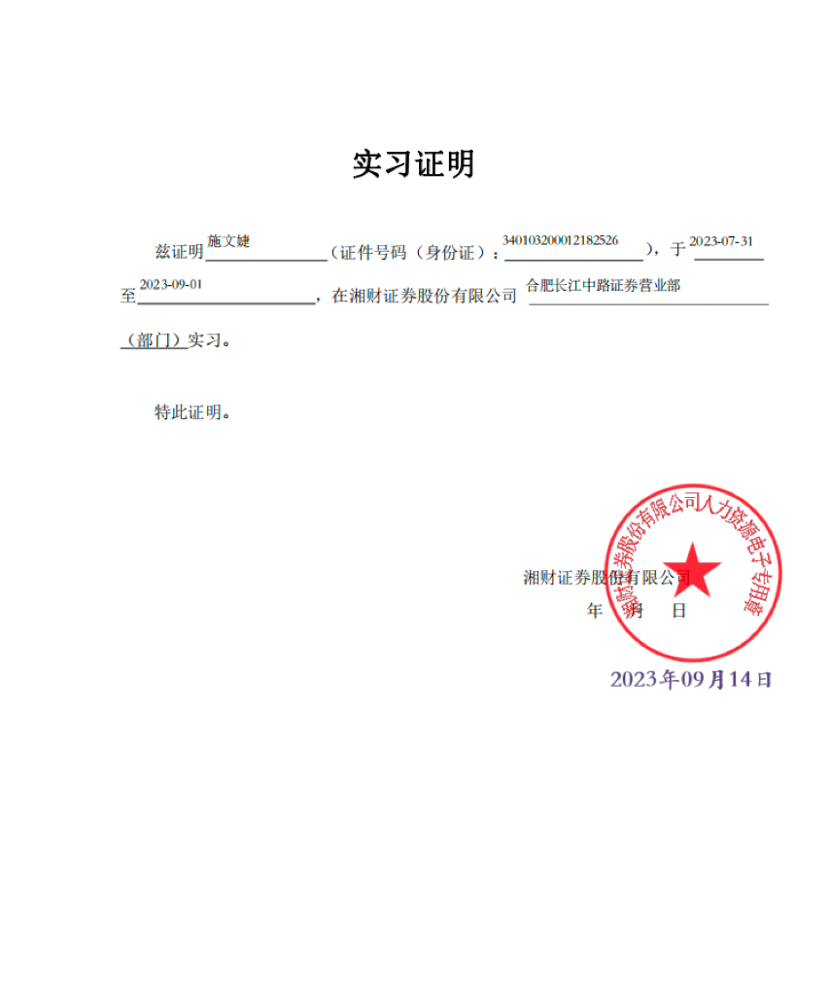 实习证明
兹证明施文婕（证件号码（身份证）：340103200012182526），于2023-07-31
至2023-09-01，在湘财证券股份有限公司 合肥长江中路证券营业部
（部门）实习。
特此证明。
湘财证券股份有限公司人力资源电子专用章
湘财证券股份有限公司
年 月 日
2023年09月14日